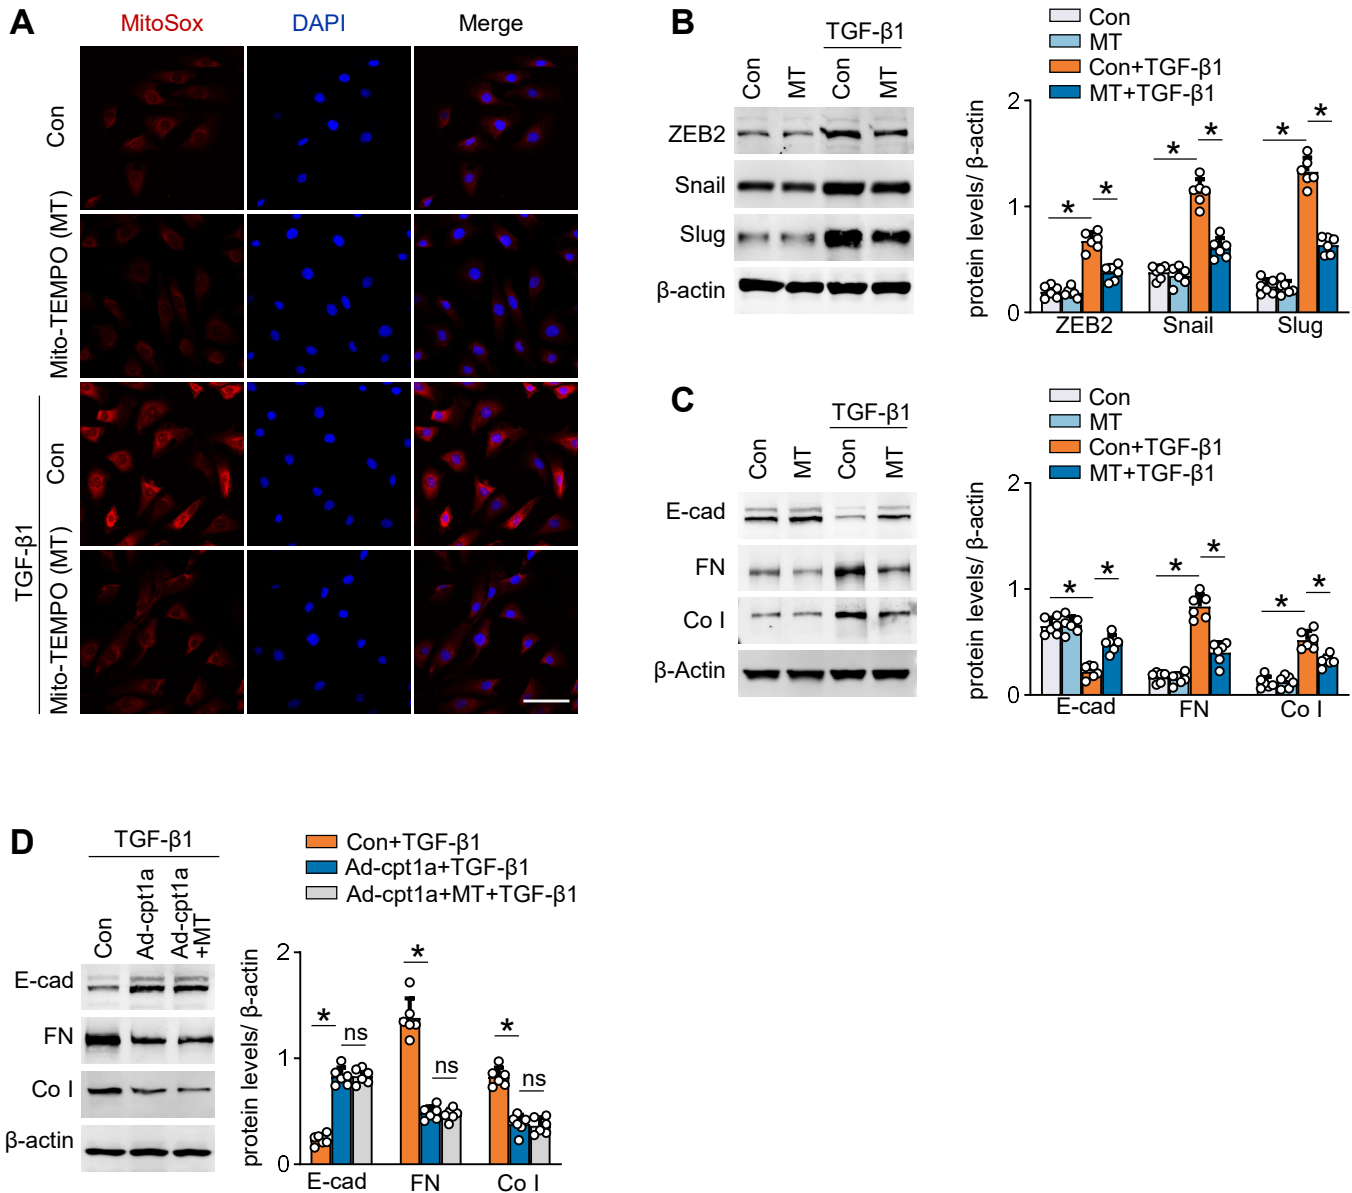 A
MitoSox
DAPI
Merge
Con
Mito-TEMPO (MT)
Con
Mito-TEMPO (MT)
TGF-β1
B
TGF-β1
Con
MT
Con
MT
ZEB2
Snail
Slug
β-actin
Con
MT
Con+TGF-β1
MT+TGF-β1
protein levels/ β-actin
2
1
0
*
*
*
*
*
*
ZEB2
Snail
Slug
C
TGF-β1
Con
MT
Con
MT
E-cad
FN
Co I
β-Actin
Con
MT
Con+TGF-β1
MT+TGF-β1
protein levels/ β-actin
2
1
0
*
*
*
*
*
*
E-cad
FN
Co I
D
TGF-β1
Con
Ad-cpt1a
Ad-cpt1a
+MT
E-cad
FN
Co I
β-actin
Con+TGF-β1
Ad-cpt1a+TGF-β1
Ad-cpt1a+MT+TGF-β1
protein levels/ β-actin
2
1
0
*
ns
*
ns
*
ns
E-cad
FN
Co I